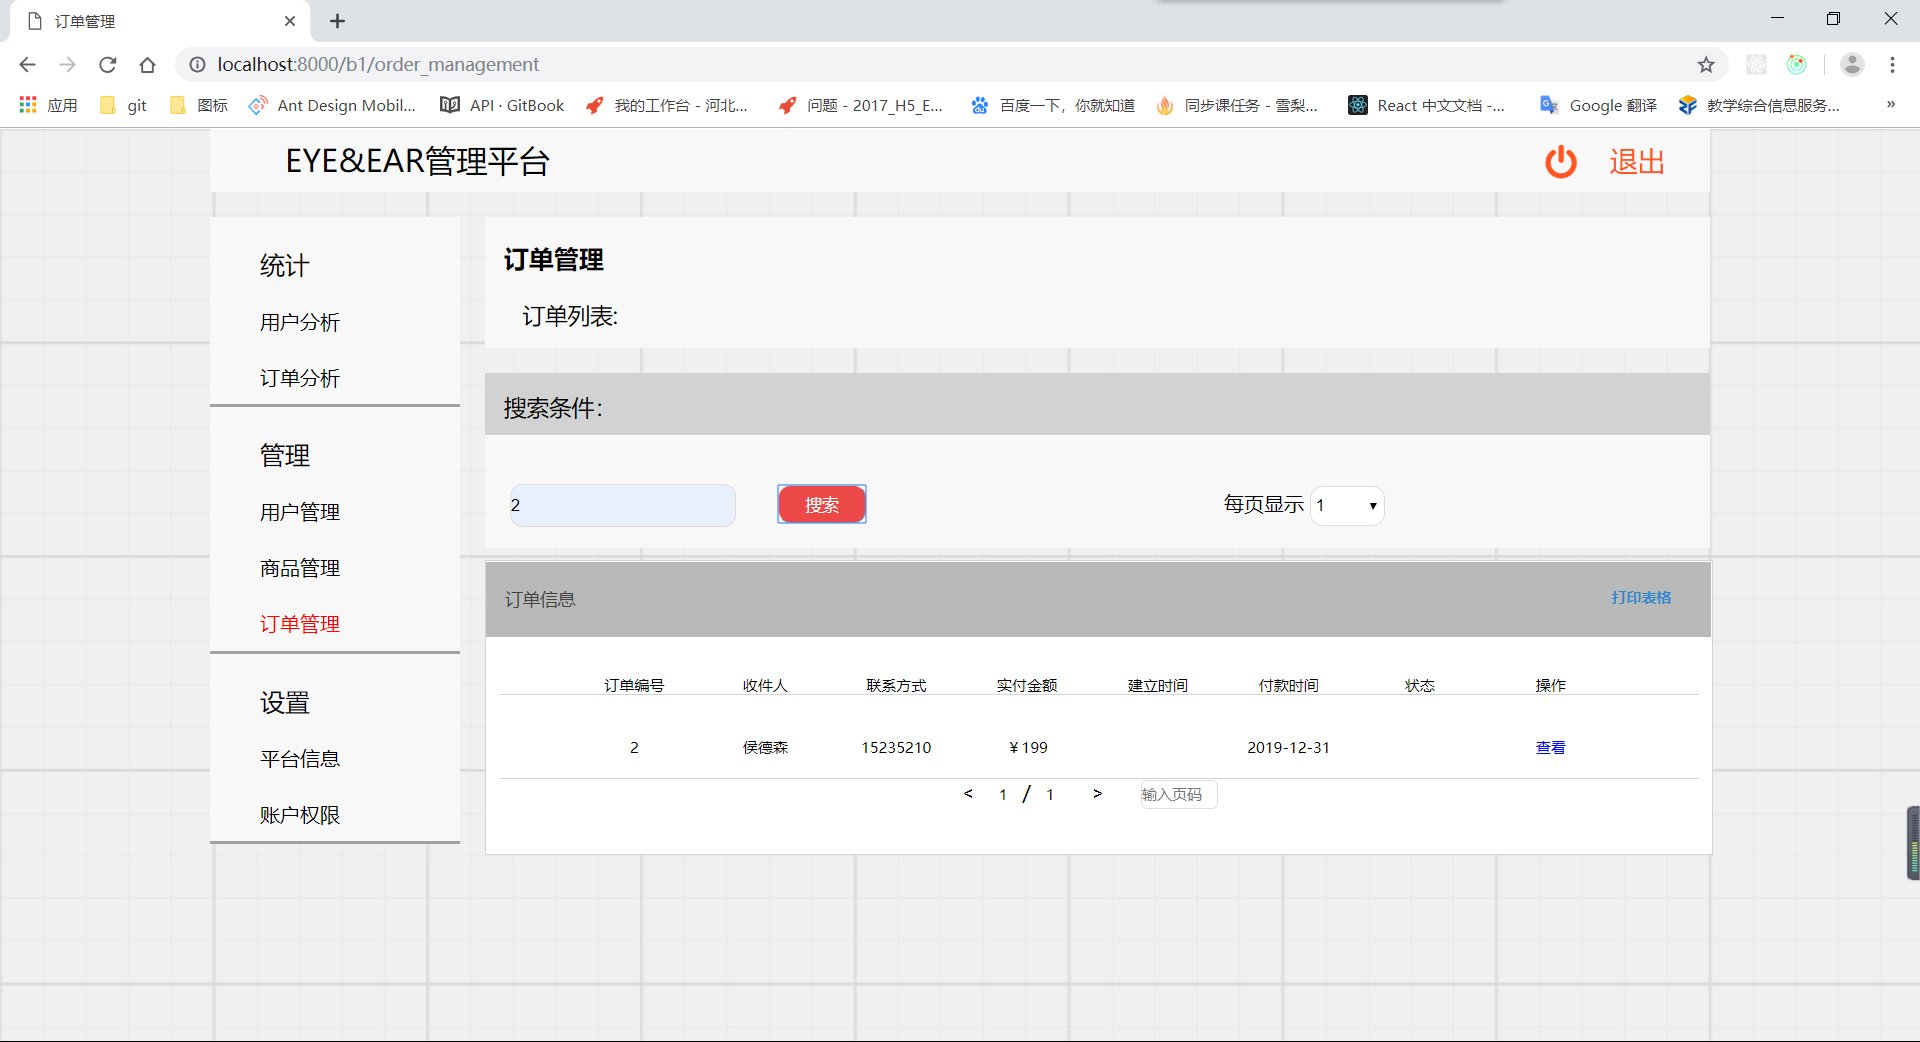 订单管理
localhost:8000/b1/order_management
应用 git 图标 Ant Design Mobil... API · GitBook 我的工作台 - 河北... 问题 - 2017_H5_E... 百度一下，你就知道 同步课任务 - 雪梨... React 中文文档 -... Google 翻译 教学综合信息服务... »
EYE&EAR管理平台 退出
统计
用户分析
订单分析
管理
用户管理
商品管理
订单管理
设置
平台信息
账户权限
订单管理
订单列表:
搜索条件：
2 搜索 每页显示 1
订单信息 打印表格
订单编号 收件人 联系方式 实付金额 建立时间 付款时间 状态 操作
2 侯德森 15235210 ￥199 2019-12-31 查看
< 1 / 1 > 输入页码